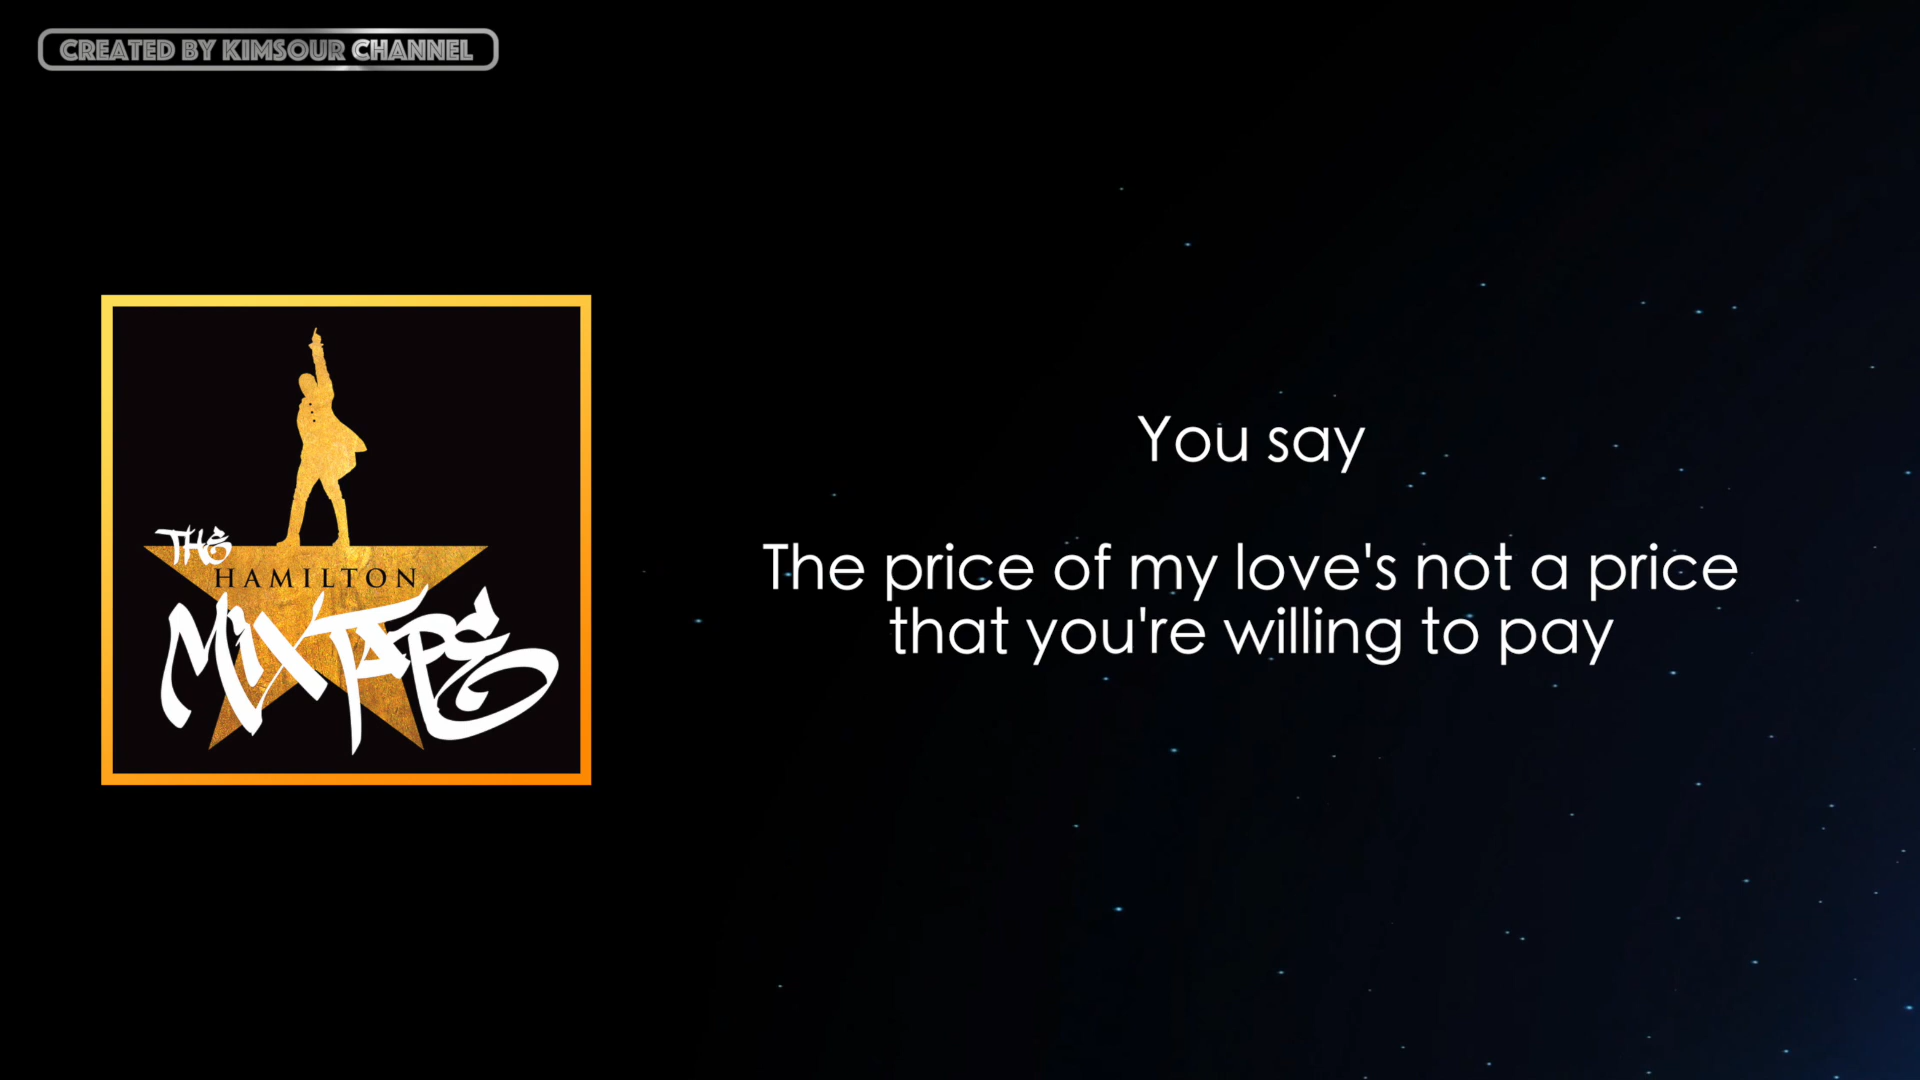 CREATED BY KIMSOUR CHANNEL
THE
HAMILTON
MIXTAPE
You say
The price of my love's not a price
that you're willing to pay